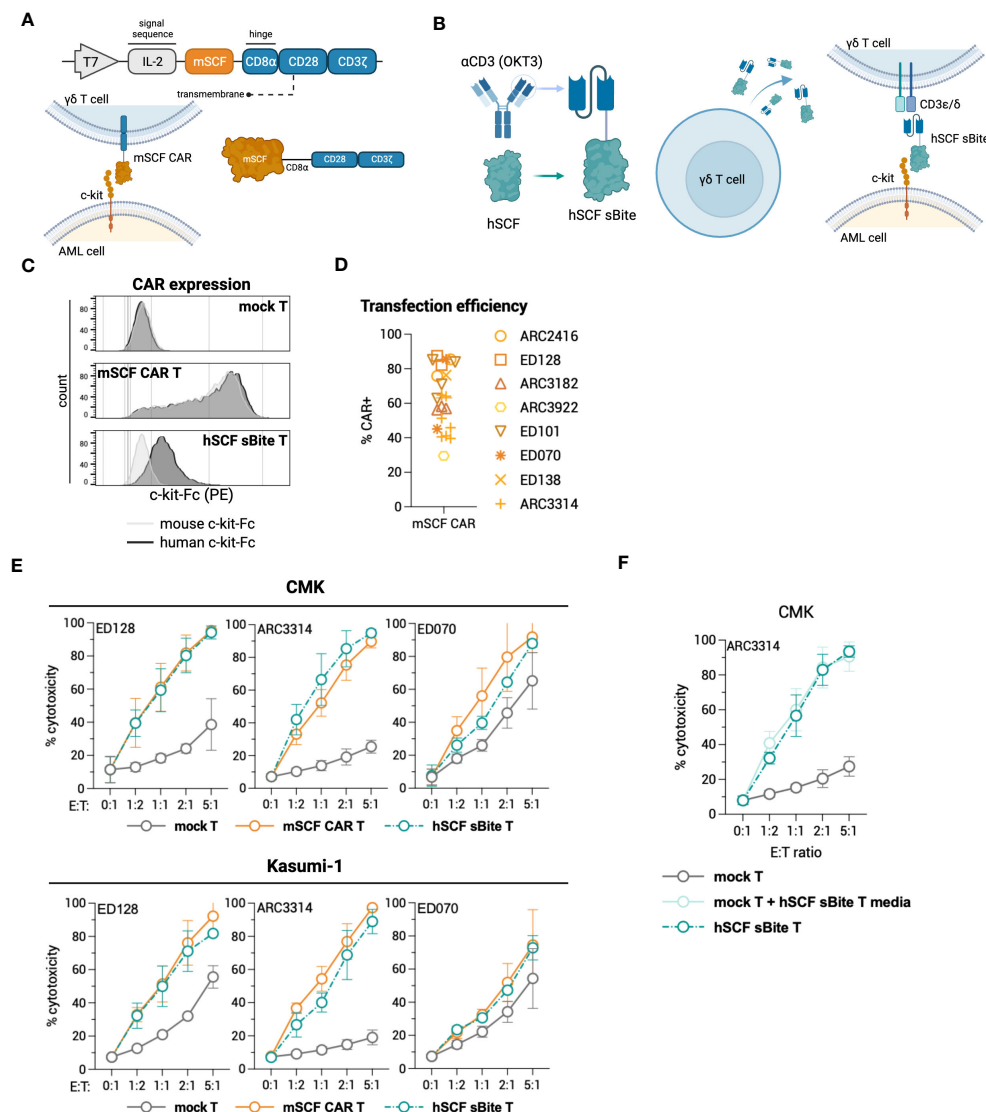 A
signal
sequence
hinge
T7
IL-2
mSCF
CD8α
CD28
CD3ζ
transmembrane
γδ T cell
mSCF CAR
c-kit
AML cell
mSCF
CD8α
CD28
CD3ζ
B
αCD3 (OKT3)
hSCF
hSCF sBite
γδ T cell
γδ T cell
CD3ε/δ
hSCF sBite
c-kit
AML cell
C
CAR expression
count
mock T
80
40
0
mSCF CAR T
80
40
0
hSCF sBite T
80
40
0
c-kit-Fc (PE)
mouse c-kit-Fc
human c-kit-Fc
D
Transfection efficiency
% CAR+
100
80
60
40
20
0
mSCF CAR
ARC2416
ED128
ARC3182
ARC3922
ED101
ED070
ED138
ARC3314
E
CMK
% cytotoxicity
ED128
100
80
60
40
20
0
E:T: 0:1 1:2 1:1 2:1 5:1
ARC3314
100
80
60
40
20
0
0:1 1:2 1:1 2:1 5:1
ED070
100
80
60
40
20
0
0:1 1:2 1:1 2:1 5:1
mock T mSCF CAR T hSCF sBite T
Kasumi-1
% cytotoxicity
ED128
100
80
60
40
20
0
E:T: 0:1 1:2 1:1 2:1 5:1
ARC3314
100
80
60
40
20
0
0:1 1:2 1:1 2:1 5:1
ED070
100
80
60
40
20
0
0:1 1:2 1:1 2:1 5:1
mock T mSCF CAR T hSCF sBite T
F
CMK
% cytotoxicity
ARC3314
100
80
60
40
20
0
0:1 1:2 1:1 2:1 5:1
E:T ratio
mock T
mock T + hSCF sBite T media
hSCF sBite T